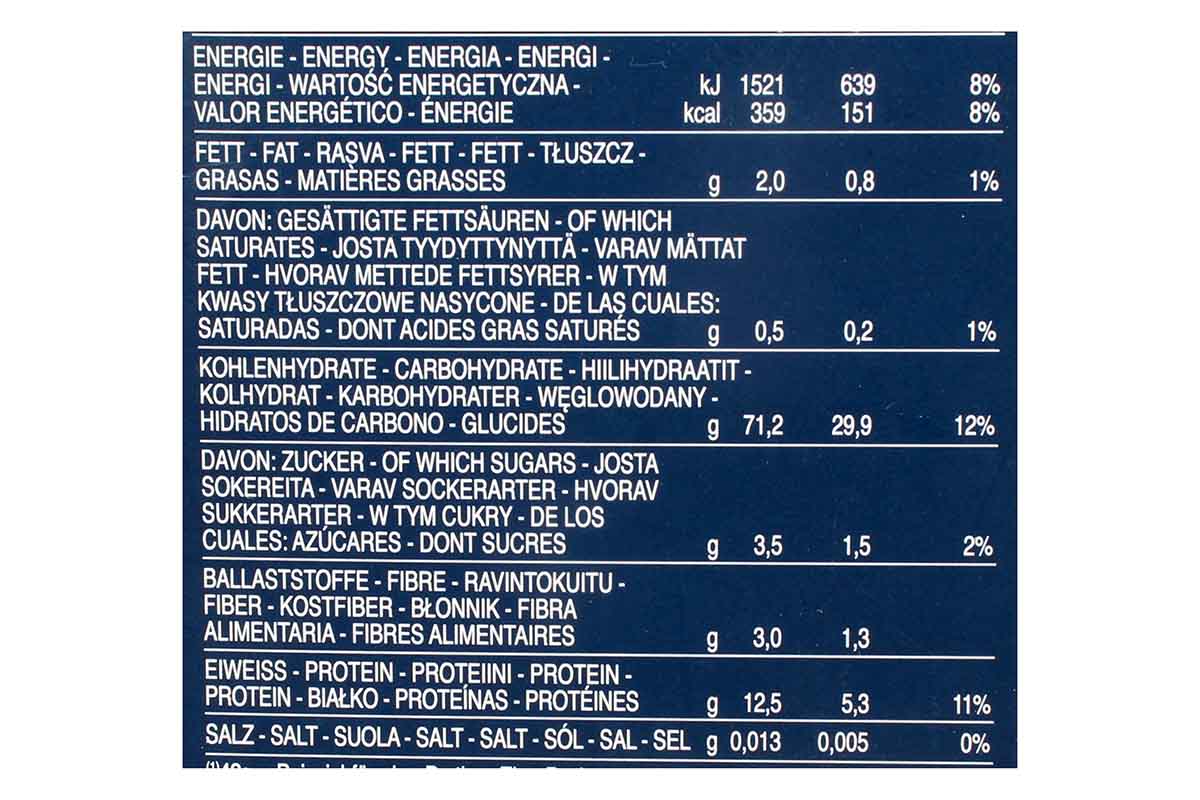 ENERGIE - ENERGY - ENERGIA - ENERGI -
ENERGI - WARTOŚĆ ENERGETYCZNA - kJ 1521 639 8%
VALOR ENERGÉTICO - ÉNERGIE kcal 359 151 8%
FETT - FAT - RASVA - FETT - FETT - TŁUSZCZ -
GRASAS - MATIÈRES GRASSES g 2,0 0,8 1%
DAVON: GESÄTTIGTE FETTSÄUREN - OF WHICH
SATURATES - JOSTA TYYDYTTYNYTTÄ - VARAV MÄTTAT
FETT - HVORAV METTEDE FETTSYRER - W TYM
KWASY TŁUSZCZOWE NASYCONE - DE LAS CUALES:
SATURADAS - DONT ACIDES GRAS SATURÉS g 0,5 0,2 1%
KOHLENHYDRATE - CARBOHYDRATE - HIILIHYDRAATIT -
KOLHYDRAT - KARBOHYDRATER - WĘGLOWODANY -
HIDRATOS DE CARBONO - GLUCIDES g 71,2 29,9 12%
DAVON: ZUCKER - OF WHICH SUGARS - JOSTA
SOKEREITA - VARAV SOCKERARTER - HVORAV
SUKKERARTER - W TYM CUKRY - DE LOS
CUALES: AZÚCARES - DONT SUCRES g 3,5 1,5 2%
BALLASTSTOFFE - FIBRE - RAVINTOKUITU -
FIBER - KOSTFIBER - BŁONNIK - FIBRA
ALIMENTARIA - FIBRES ALIMENTAIRES g 3,0 1,3
EIWEISS - PROTEIN - PROTEIINI - PROTEIN -
PROTEIN - BIAŁKO - PROTEÍNAS - PROTÉINES g 12,5 5,3 11%
SALZ - SALT - SUOLA - SALT - SALT - SÓL - SAL - SEL g 0,013 0,005 0%